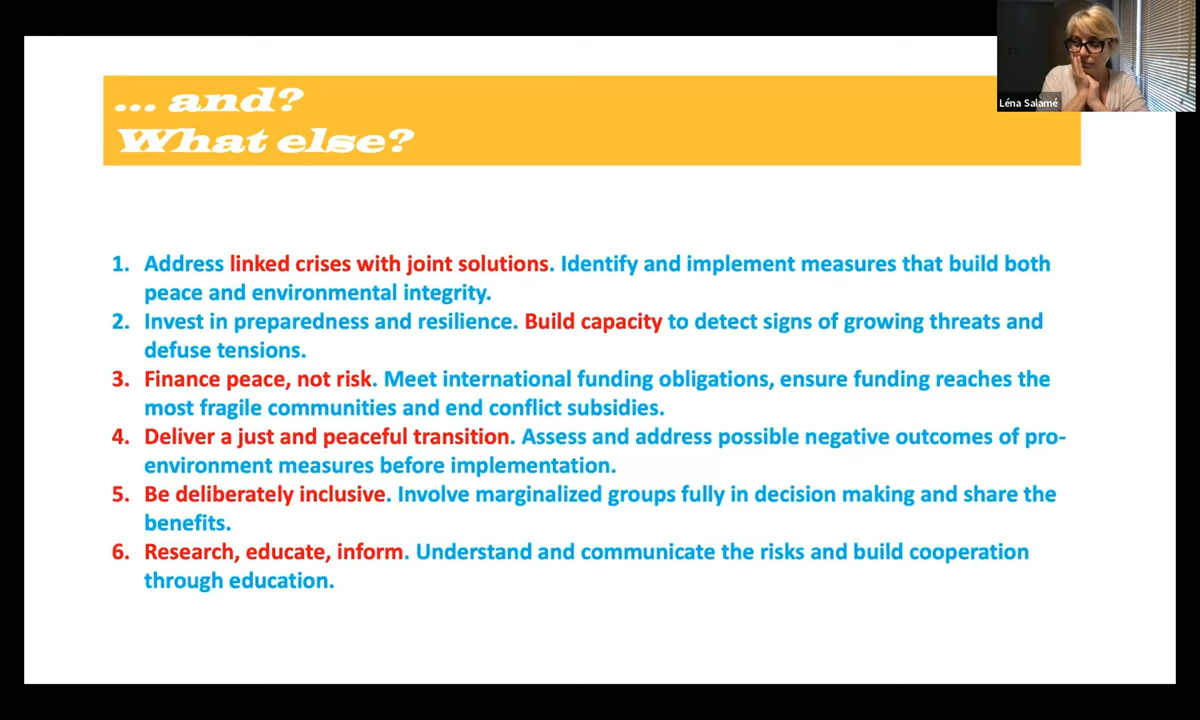 ... and?
What else?
Léna Salamé
1. Address linked crises with joint solutions. Identify and implement measures that build both
peace and environmental integrity.
2. Invest in preparedness and resilience. Build capacity to detect signs of growing threats and
defuse tensions.
3. Finance peace, not risk. Meet international funding obligations, ensure funding reaches the
most fragile communities and end conflict subsidies.
4. Deliver a just and peaceful transition. Assess and address possible negative outcomes of pro-
environment measures before implementation.
5. Be deliberately inclusive. Involve marginalized groups fully in decision making and share the
benefits.
6. Research, educate, inform. Understand and communicate the risks and build cooperation
through education.